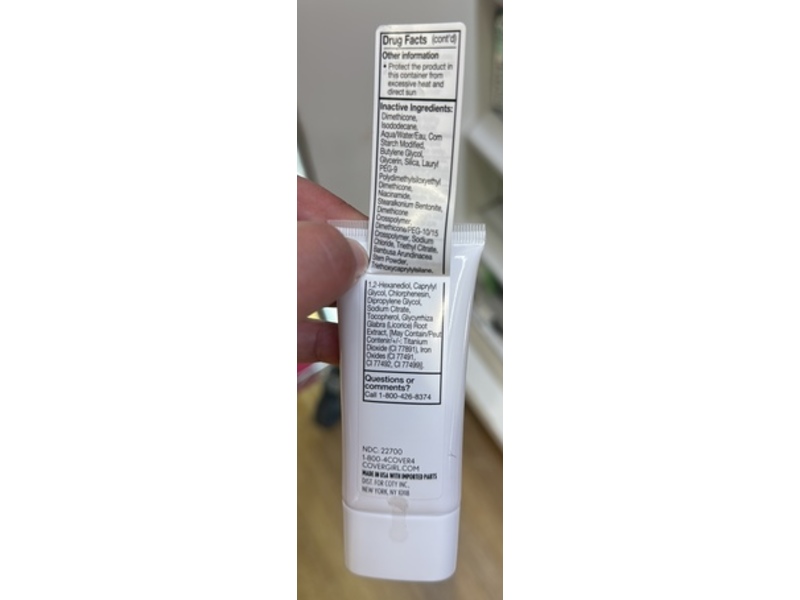 Drug Facts (cont'd)
Other information
• Protect the product in
this container from
excessive heat and
direct sun
Inactive Ingredients:
Dimethicone,
Isododecane,
Aqua/Water/Eau, Corn
Starch Modified,
Butylene Glycol,
Glycerin, Silica, Lauryl
PEG-9
Polydimethylsiloxyethyl
Dimethicone,
Niacinamide,
Stearalkonium Bentonite,
Dimethicone
Crosspolymer,
Dimethicone/PEG-10/15
Crosspolymer, Sodium
Chloride, Triethyl Citrate,
Bambusa Arundinacea
Stem Powder,
Triethoxycaprylylsilane,
1,2-Hexanediol, Caprylyl
Glycol, Chlorphenesin,
Dipropylene Glycol,
Sodium Citrate,
Tocopherol, Glycyrrhiza
Glabra (Licorice) Root
Extract, [May Contain/Peut
Contenir/+/-: Titanium
Dioxide (CI 77891), Iron
Oxides (CI 77491,
CI 77492, CI 77499)].
Questions or
comments?
Call 1-800-426-8374
NDC: 22700
1-800-4COVER4
COVERGIRL.COM
MADE IN USA WITH IMPORTED PARTS
DIST. FOR COTY INC.,
NEW YORK, NY 10118